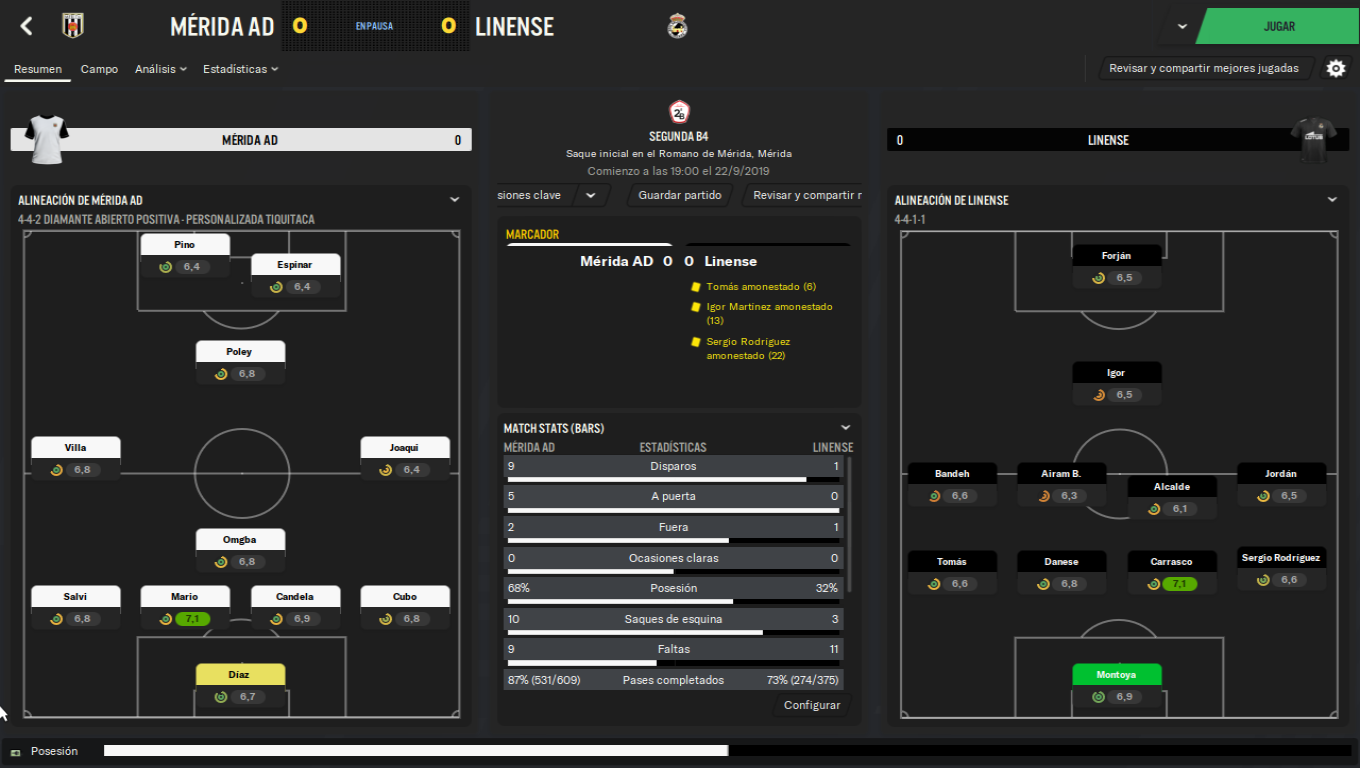 MÉRIDA AD 0 EN PAUSA 0 LINENSE
JUGAR
Resumen Campo Análisis Estadísticas
Revisar y compartir mejores jugadas
MÉRIDA AD 0
2ªB
SEGUNDA B4
Saque inicial en el Romano de Mérida, Mérida
Comienzo a las 19:00 el 22/9/2019
0 LINENSE
siones clave
Guardar partido
Revisar y compartir r
ALINEACIÓN DE MÉRIDA AD
4-4-2 DIAMANTE ABIERTO POSITIVA - PERSONALIZADA TIQUITACA
Pino
6,4
Espinar
6,4
Poley
6,8
Villa
6,8
Joaqui
6,4
Omgba
6,8
Salvi
6,8
Mario
7,1
Candela
6,9
Cubo
6,8
Díaz
6,7
MARCADOR
Mérida AD 0 0 Linense
Tomás amonestado (6)
Igor Martínez amonestado
(13)
Sergio Rodríguez
amonestado (22)
MATCH STATS (BARS)
MÉRIDA AD ESTADÍSTICAS LINENSE
9 Disparos 1
5 A puerta 0
2 Fuera 1
0 Ocasiones claras 0
68% Posesión 32%
10 Saques de esquina 3
9 Faltas 11
87% (531/609) Pases completados 73% (274/375)
Configurar
ALINEACIÓN DE LINENSE
4-4-1-1
Forján
6,5
Igor
6,5
Bandeh
6,6
Airam B.
6,3
Alcalde
6,1
Jordán
6,5
Tomás
6,6
Danese
6,8
Carrasco
7,1
Sergio Rodríguez
6,6
Montoya
6,9
Posesión